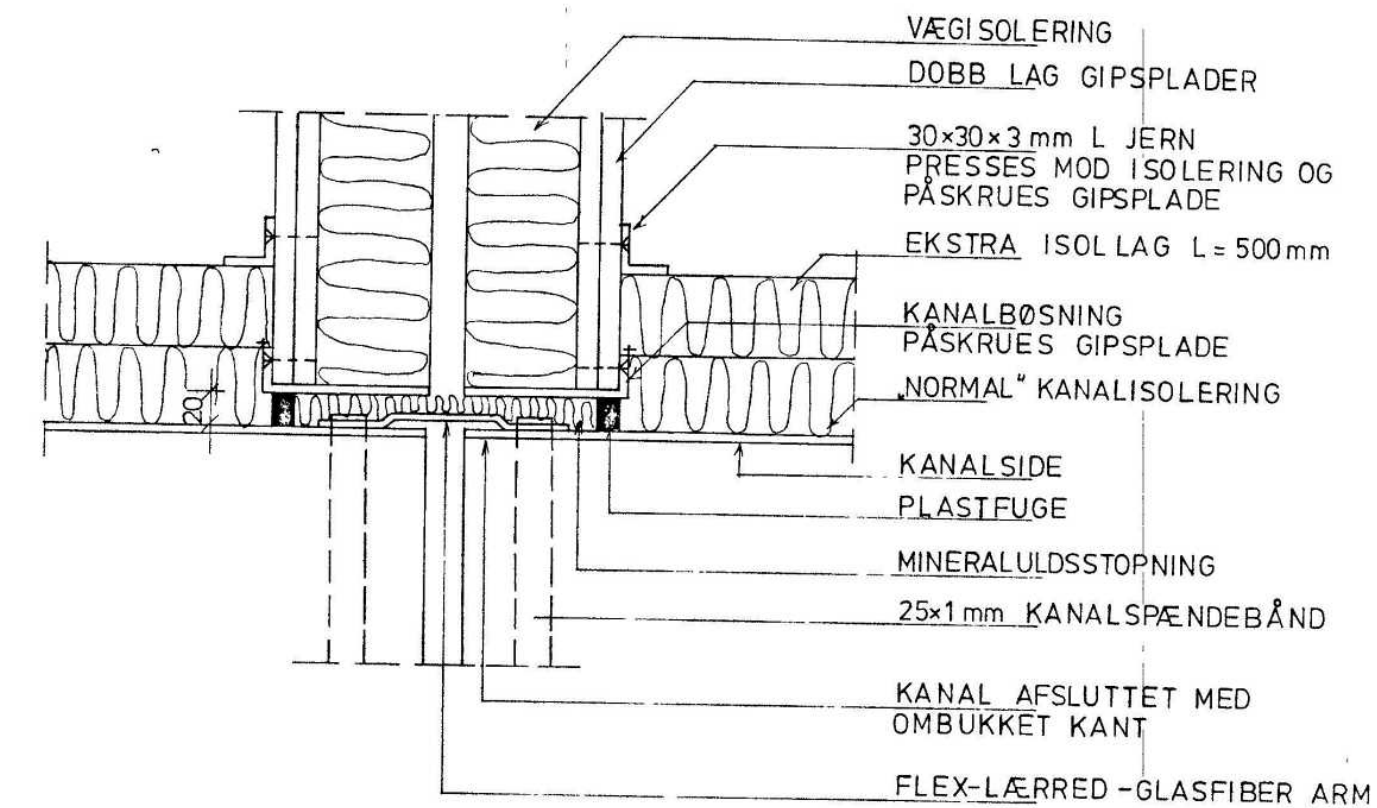 VÆGISOLERING
DOBB LAG GIPSPLADER
30×30×3 mm L JERN
PRESSES MOD ISOLERING OG
PÅSKRUES GIPSPLADE
EKSTRA ISOLLAG L = 500 mm
KANALBØSNING
PÅSKRUES GIPSPLADE
„NORMAL" KANALISOLERING
20
KANALSIDE
PLASTFUGE
MINERALULDSSTOPNING
25×1 mm KANALSPÆNDEBÅND
KANAL AFSLUTTET MED
OMBUKKET KANT
FLEX-LÆRRED-GLASFIBER ARM